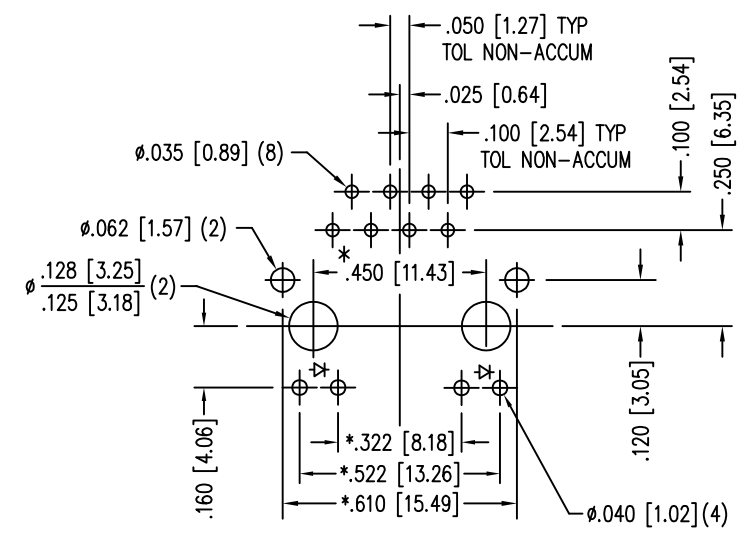 .050 [1.27] TYP
TOL NON-ACCUM
.025 [0.64]
.100 [2.54] TYP
TOL NON-ACCUM
.100 [2.54]
.250 [6.35]
ø.035 [0.89] (8)
ø.062 [1.57] (2)
*
.450 [11.43]
ø .128 [3.25]
.125 [3.18] (2)
.120 [3.05]
.160 [4.06]
*.322 [8.18]
*.522 [13.26]
*.610 [15.49]
ø.040 [1.02](4)